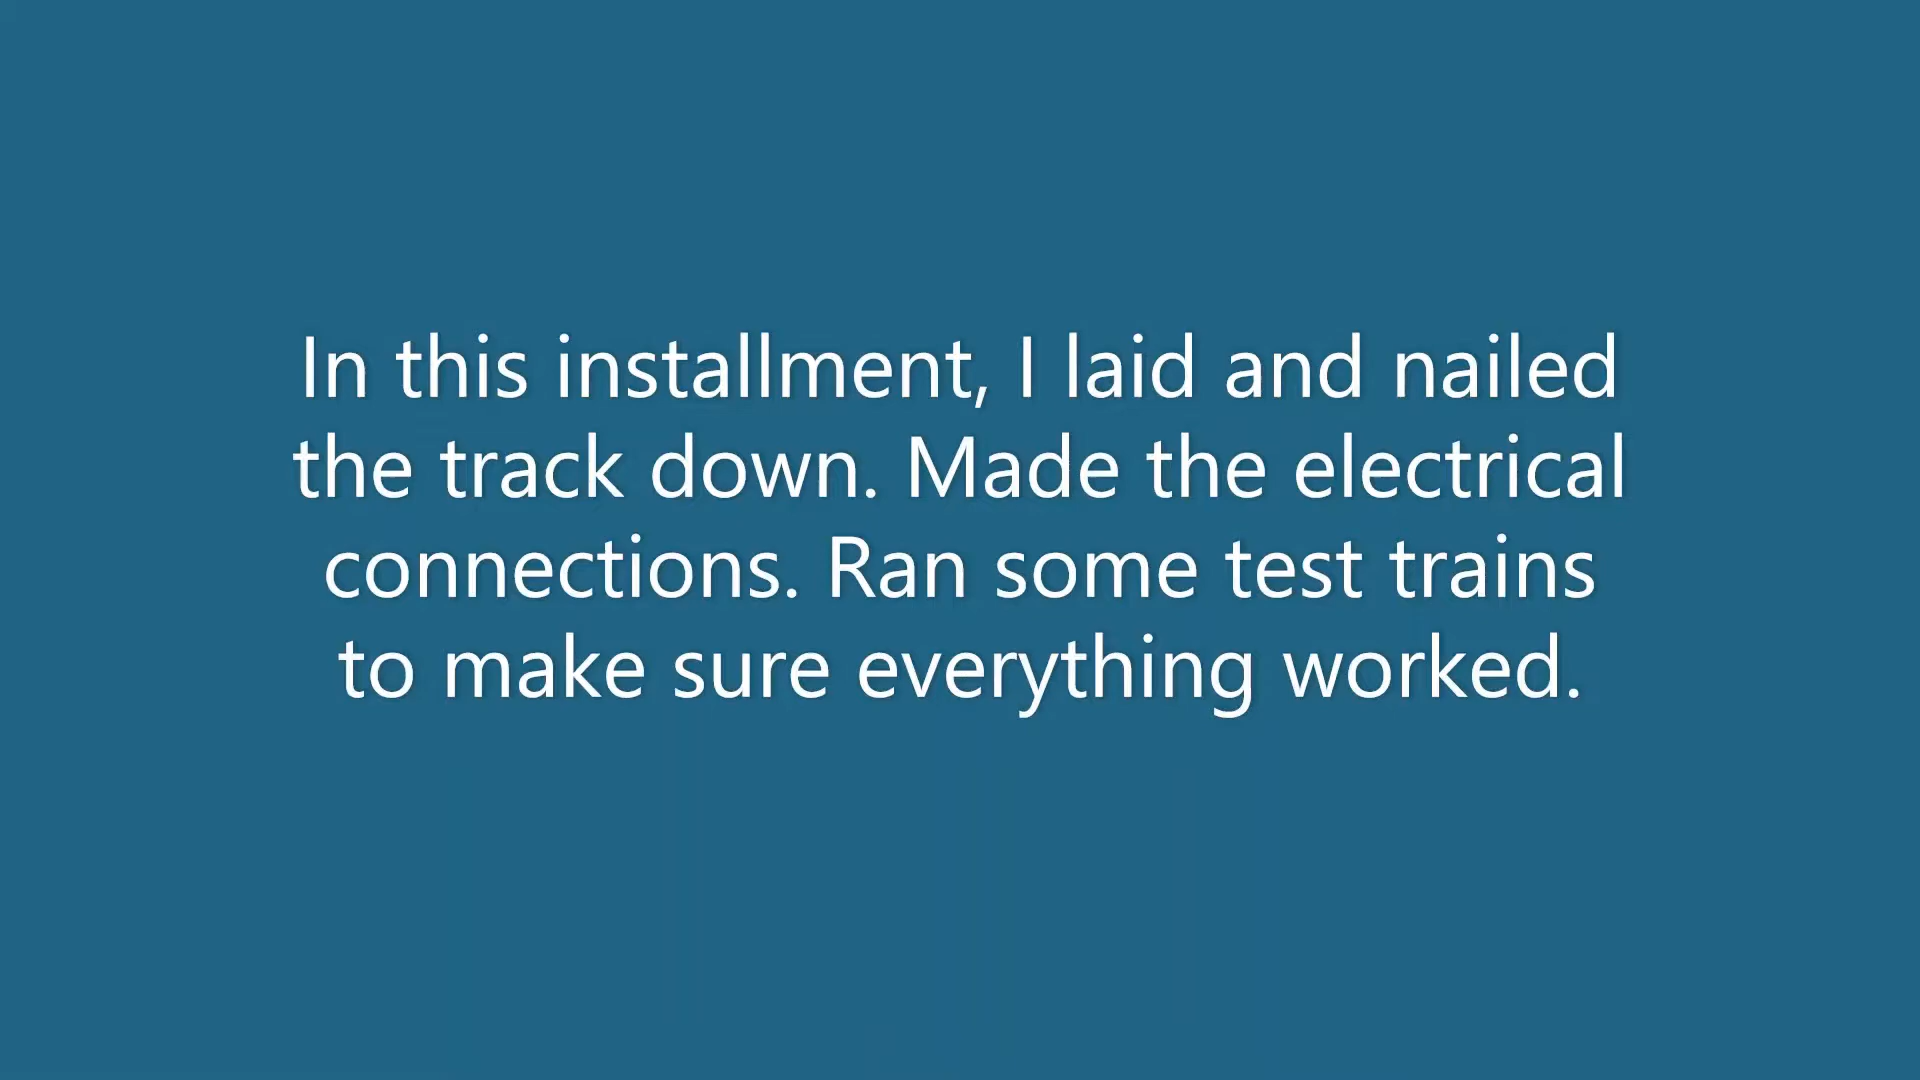 In this installment, I laid and nailed
the track down. Made the electrical
connections. Ran some test trains
to make sure everything worked.